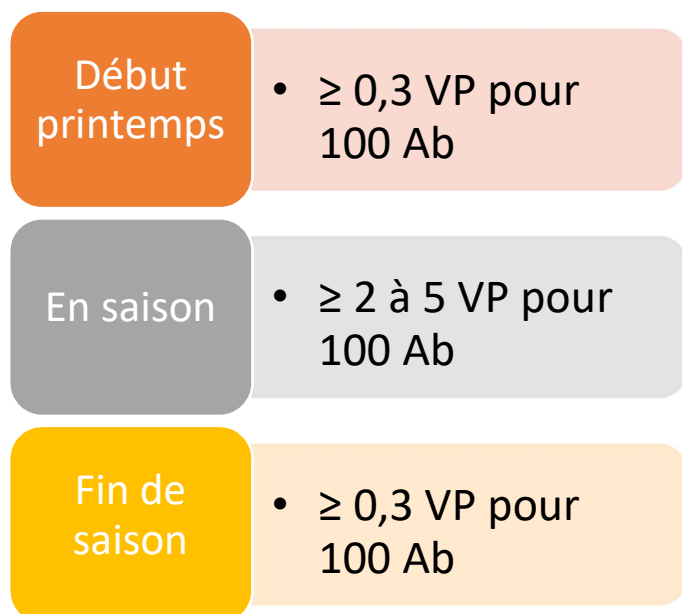 Début
printemps
• ≥ 0,3 VP pour
100 Ab
En saison
• ≥ 2 à 5 VP pour
100 Ab
Fin de
saison
• ≥ 0,3 VP pour
100 Ab